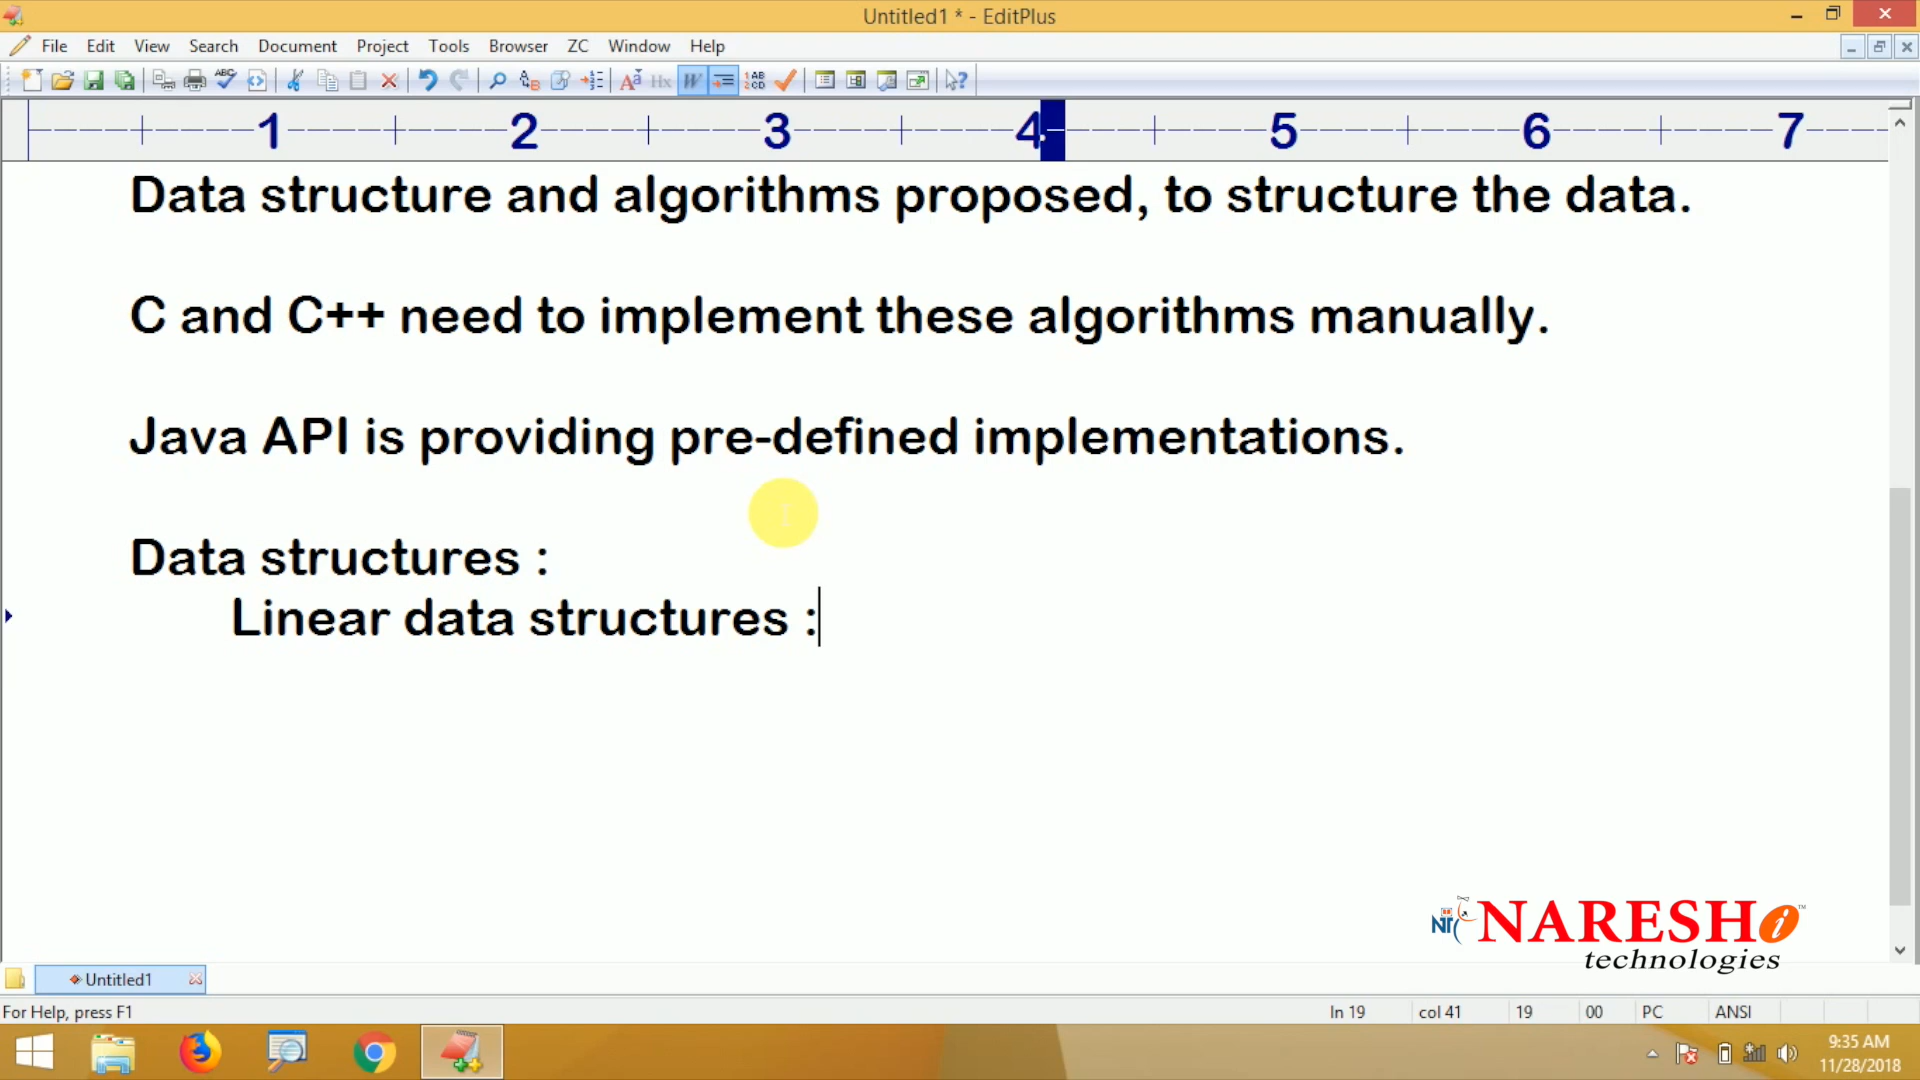 Untitled1 * - EditPlus
File Edit View Search Document Project Tools Browser ZC Window Help
1 2 3 4 5 6 7
Data structure and algorithms proposed, to structure the data.
C and C++ need to implement these algorithms manually.
Java API is providing pre-defined implementations.
Data structures :
Linear data structures :
NARESH i
technologies
Untitled1
For Help, press F1
ln 19 col 41 19 00 PC ANSI
9:35 AM
11/28/2018